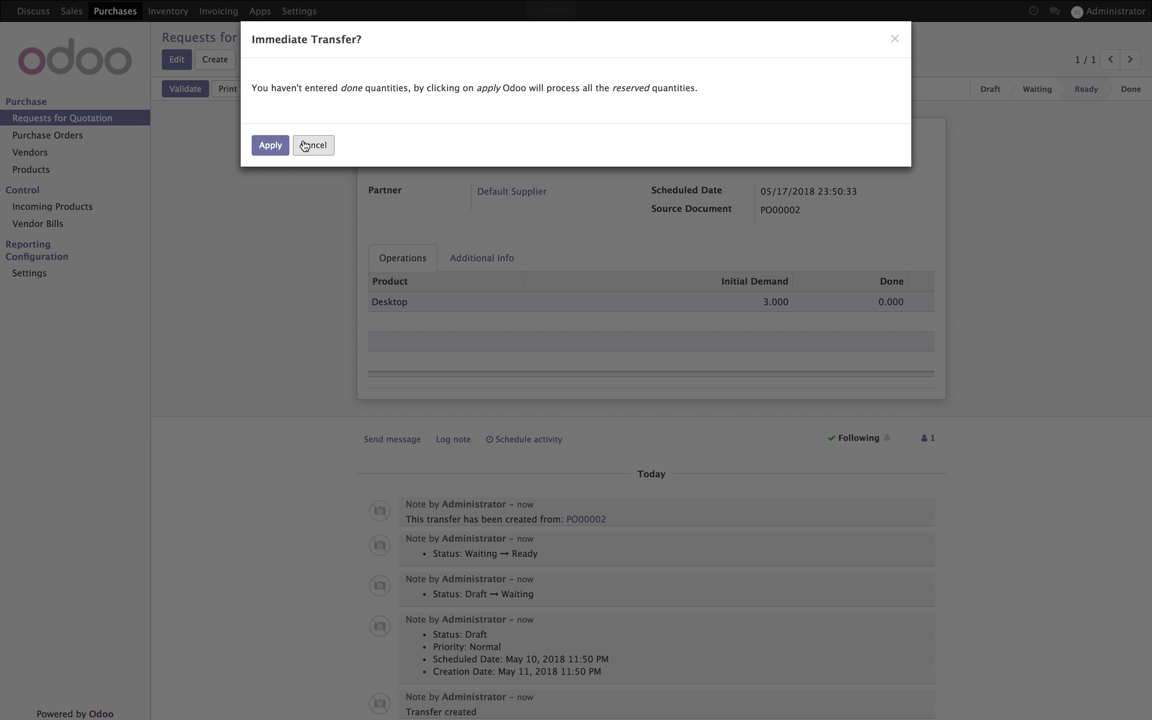 Discuss Sales Purchases Inventory Invoicing Apps Settings Administrator
odoo
Requests for
Immediate Transfer? ×
Edit Create 1 / 1
You haven't entered done quantities, by clicking on apply Odoo will process all the reserved quantities.
Validate Print Draft Waiting Ready Done
Apply
Purchase
Requests for Quotation
Purchase Orders
Vendors
Products
Control
Incoming Products
Vendor Bills
Reporting
Configuration
Settings
Partner Default Supplier Scheduled Date 05/17/2018 23:50:33
Source Document PO00002
Operations Additional Info
Product Initial Demand Done
Desktop 3.000 0.000
Send message Log note Schedule activity Following 1
Today
Note by Administrator – now
This transfer has been created from: PO00002
Note by Administrator – now
• Status: Waiting → Ready
Note by Administrator – now
• Status: Draft → Waiting
Note by Administrator – now
• Status: Draft
• Priority: Normal
• Scheduled Date: May 10, 2018 11:50 PM
• Creation Date: May 11, 2018 11:50 PM
Note by Administrator – now
Transfer created
Powered by Odoo